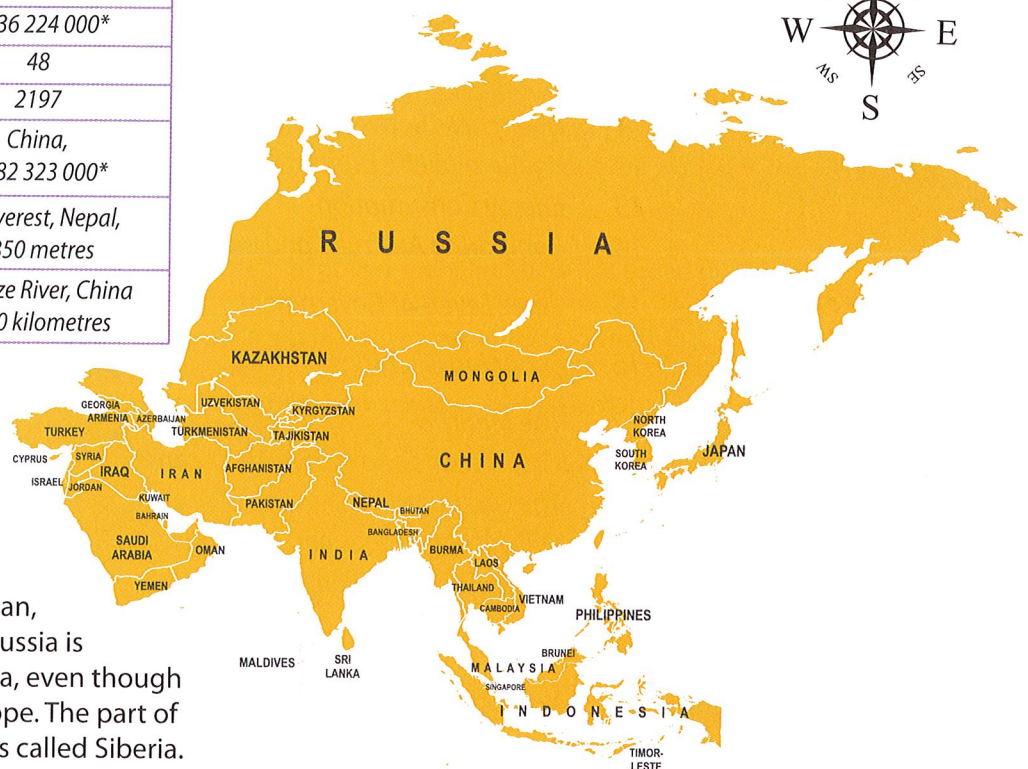 36 224 000*
48
2197
China,
82 323 000*
verest, Nepal,
850 metres
ze River, China
0 kilometres
W
E
SW
SE
S
RUSSIA
KAZAKHSTAN
MONGOLIA
GEORGIA
ARMENIA
AZERBAIJAN
UZVEKISTAN
KYRGYZSTAN
TURKEY
TÜRKMENISTAN
TAJIKISTAN
NORTH
KOREA
SOUTH
KOREA
JAPAN
CYPRUS
SYRIA
IRAQ
IRAN
AFGHANISTAN
CHINA
ISRAEL
JORDAN
KUWAIT
PAKISTAN
NEPAL
BHUTAN
BAHRAIN
BANGLADESH
SAUDI
ARABIA
OMAN
INDIA
BURMA
LAOS
YEMEN
THAILAND
VIETNAM
CAMBODIA
PHILIPPINES
MALDIVES
SRI
LANKA
BRUNEI
MALAYSIA
SINGAPORE
INDONESIA
TIMOR-
LESTE
an,
ussia is
a, even though
ope. The part of
s called Siberia.